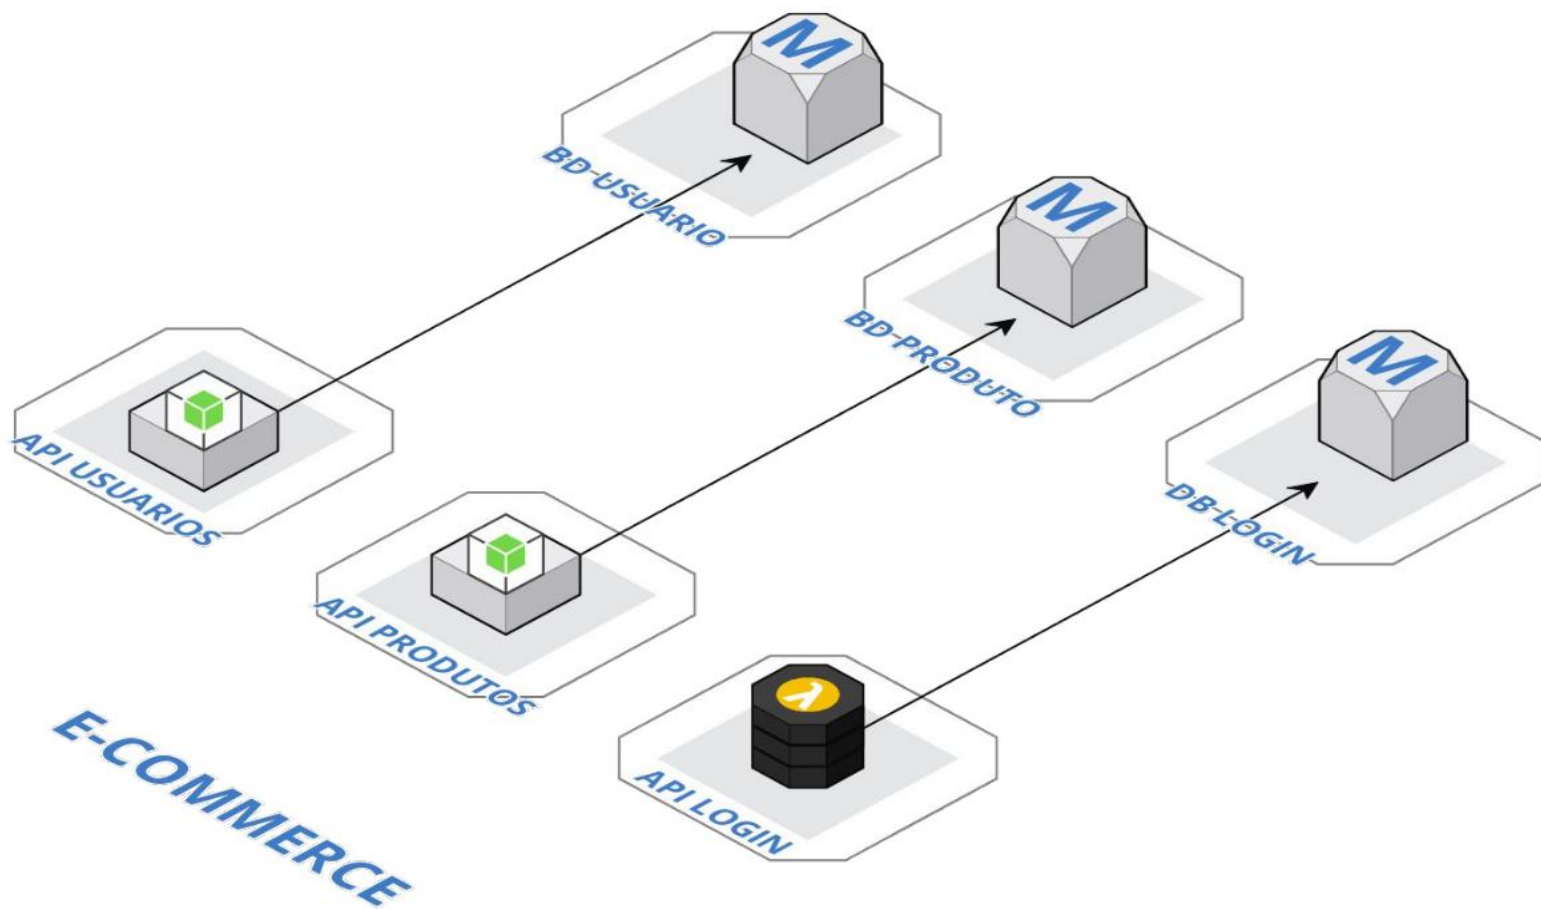 M
BD-USUARIO
M
BD-PRODUTO
M
DB-LOGIN
API USUARIOS
API PRODUTOS
λ
API LOGIN
E-COMMERCE